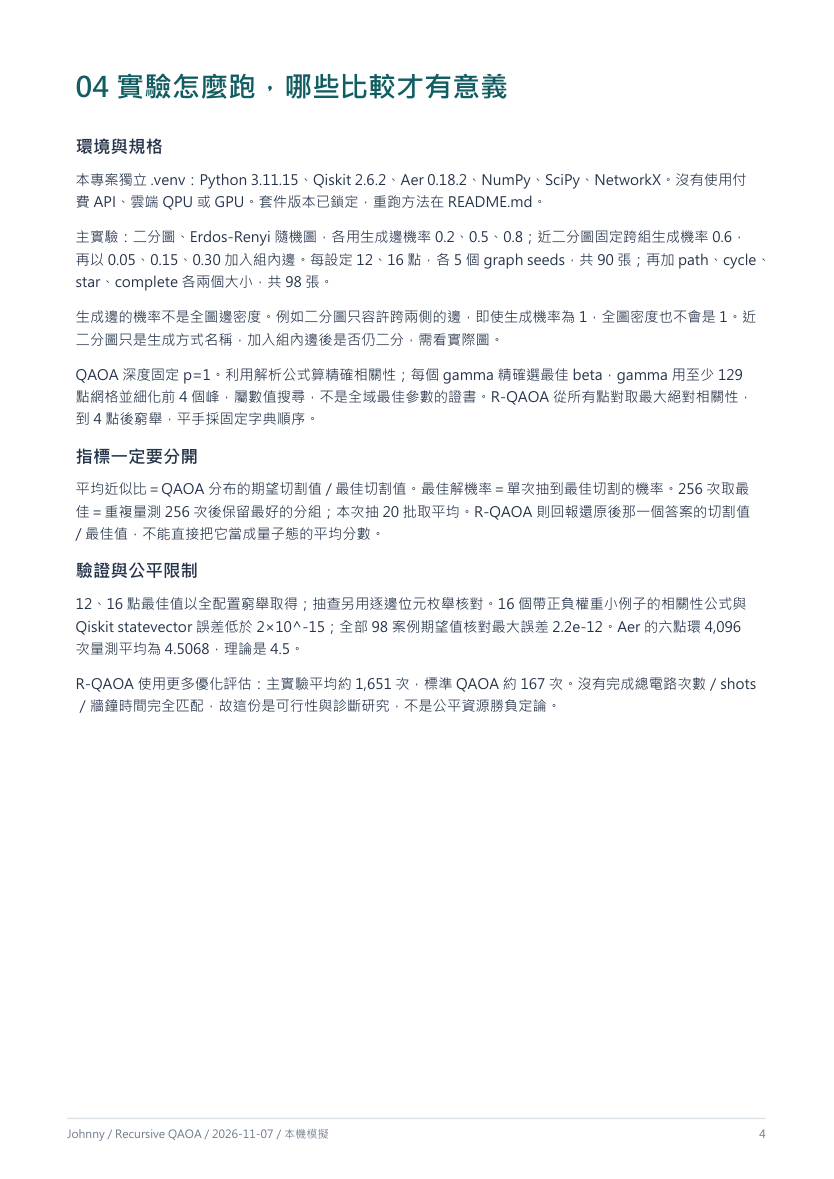 04 實驗怎麼跑，哪些比較才有意義
環境與規格
本專案獨立 .venv：Python 3.11.15、Qiskit 2.6.2、Aer 0.18.2、NumPy、SciPy、NetworkX。沒有使用付
費 API、雲端 QPU 或 GPU。套件版本已鎖定，重跑方法在 README.md。
主實驗：二分圖、Erdos-Renyi 隨機圖，各用生成邊機率 0.2、0.5、0.8；近二分圖固定跨組生成機率 0.6，
再以 0.05、0.15、0.30 加入組內邊。每設定 12、16 點，各 5 個 graph seeds，共 90 張；再加 path、cycle、
star、complete 各兩個大小，共 98 張。
生成邊的機率不是全圖邊密度。例如二分圖只容許跨兩側的邊，即使生成機率為 1，全圖密度也不會是 1。近
二分圖只是生成方式名稱，加入組內邊後是否仍二分，需看實際圖。
QAOA 深度固定 p=1。利用解析公式算精確相關性；每個 gamma 精確選最佳 beta，gamma 用至少 129
點網格並細化前 4 個峰，屬數值搜尋，不是全域最佳參數的證書。R-QAOA 從所有點對取最大絕對相關性，
到 4 點後窮舉，平手採固定字典順序。
指標一定要分開
平均近似比 = QAOA 分布的期望切割值 / 最佳切割值。最佳解機率 = 單次抽到最佳切割的機率。256 次取最
佳 = 重複量測 256 次後保留最好的分組；本次抽 20 批取平均。R-QAOA 則回報還原後那一個答案的切割值
/ 最佳值，不能直接把它當成量子態的平均分數。
驗證與公平限制
12、16 點最佳值以全配置窮舉取得；抽查另用逐邊位元枚舉核對。16 個帶正負權重小例子的相關性公式與
Qiskit statevector 誤差低於 2×10^-15；全部 98 案例期望值核對最大誤差 2.2e-12。Aer 的六點環 4,096
次量測平均為 4.5068，理論是 4.5。
R-QAOA 使用更多優化評估：主實驗平均約 1,651 次，標準 QAOA 約 167 次。沒有完成總電路次數 / shots
/ 牆鐘時間完全匹配，故這份是可行性與診斷研究，不是公平資源勝負定論。
Johnny / Recursive QAOA / 2026-11-07 / 本機模擬
4